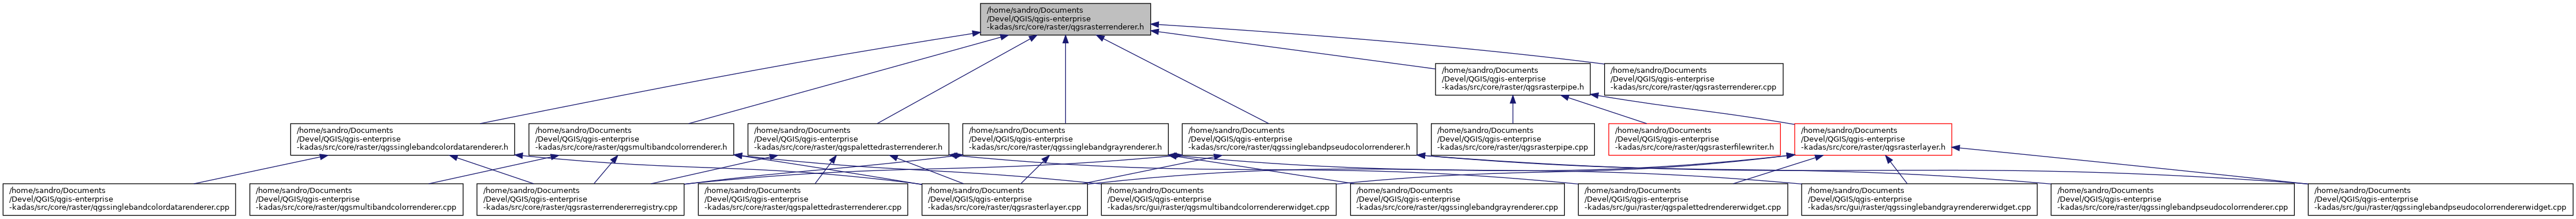 /home/sandro/Documents
/Devel/QGIS/qgis-enterprise
-kadas/src/core/raster/qgsrasterrenderer.h
/home/sandro/Documents
/Devel/QGIS/qgis-enterprise
-kadas/src/core/raster/qgsrasterpipe.h
/home/sandro/Documents
/Devel/QGIS/qgis-enterprise
-kadas/src/core/raster/qgsrasterrenderer.cpp
/home/sandro/Documents
/Devel/QGIS/qgis-enterprise
-kadas/src/core/raster/qgssinglebandcolordatarenderer.h
/home/sandro/Documents
/Devel/QGIS/qgis-enterprise
-kadas/src/core/raster/qgsmultibandcolorrenderer.h
/home/sandro/Documents
/Devel/QGIS/qgis-enterprise
-kadas/src/core/raster/qgspalettedrasterrenderer.h
/home/sandro/Documents
/Devel/QGIS/qgis-enterprise
-kadas/src/core/raster/qgssinglebandgrayrenderer.h
/home/sandro/Documents
/Devel/QGIS/qgis-enterprise
-kadas/src/core/raster/qgssinglebandpseudocolorrenderer.h
/home/sandro/Documents
/Devel/QGIS/qgis-enterprise
-kadas/src/core/raster/qgsrasterpipe.cpp
/home/sandro/Documents
/Devel/QGIS/qgis-enterprise
-kadas/src/core/raster/qgsrasterfilewriter.h
/home/sandro/Documents
/Devel/QGIS/qgis-enterprise
-kadas/src/core/raster/qgsrasterlayer.h
/home/sandro/Documents
/Devel/QGIS/qgis-enterprise
-kadas/src/core/raster/qgssinglebandcolordatarenderer.cpp
/home/sandro/Documents
/Devel/QGIS/qgis-enterprise
-kadas/src/core/raster/qgsmultibandcolorrenderer.cpp
/home/sandro/Documents
/Devel/QGIS/qgis-enterprise
-kadas/src/core/raster/qgsrasterrendererregistry.cpp
/home/sandro/Documents
/Devel/QGIS/qgis-enterprise
-kadas/src/core/raster/qgspalettedrasterrenderer.cpp
/home/sandro/Documents
/Devel/QGIS/qgis-enterprise
-kadas/src/core/raster/qgsrasterlayer.cpp
/home/sandro/Documents
/Devel/QGIS/qgis-enterprise
-kadas/src/gui/raster/qgsmultibandcolorrendererwidget.cpp
/home/sandro/Documents
/Devel/QGIS/qgis-enterprise
-kadas/src/core/raster/qgssinglebandgrayrenderer.cpp
/home/sandro/Documents
/Devel/QGIS/qgis-enterprise
-kadas/src/gui/raster/qgspalettedrendererwidget.cpp
/home/sandro/Documents
/Devel/QGIS/qgis-enterprise
-kadas/src/gui/raster/qgssinglebandgrayrendererwidget.cpp
/home/sandro/Documents
/Devel/QGIS/qgis-enterprise
-kadas/src/core/raster/qgssinglebandpseudocolorrenderer.cpp
/home/sandro/Documents
/Devel/QGIS/qgis-enterprise
-kadas/src/gui/raster/qgssinglebandpseudocolorrendererwidget.cpp